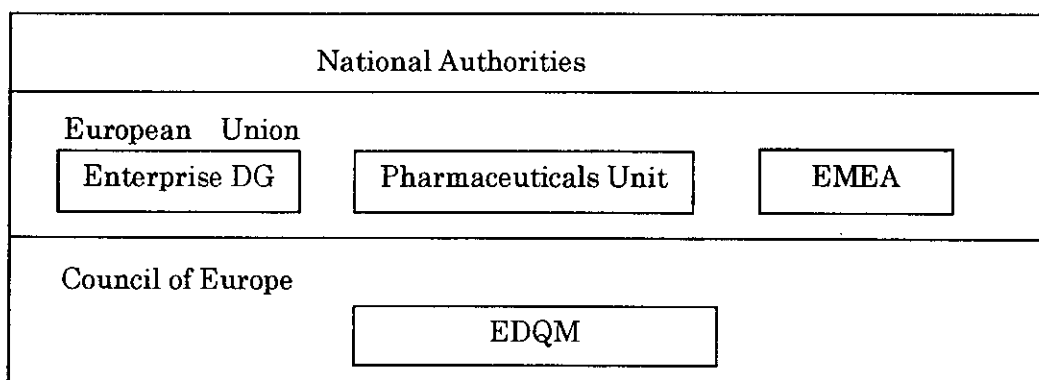 National Authorities
European Union
Enterprise DG Pharmaceuticals Unit EMEA
Council of Europe
EDQM